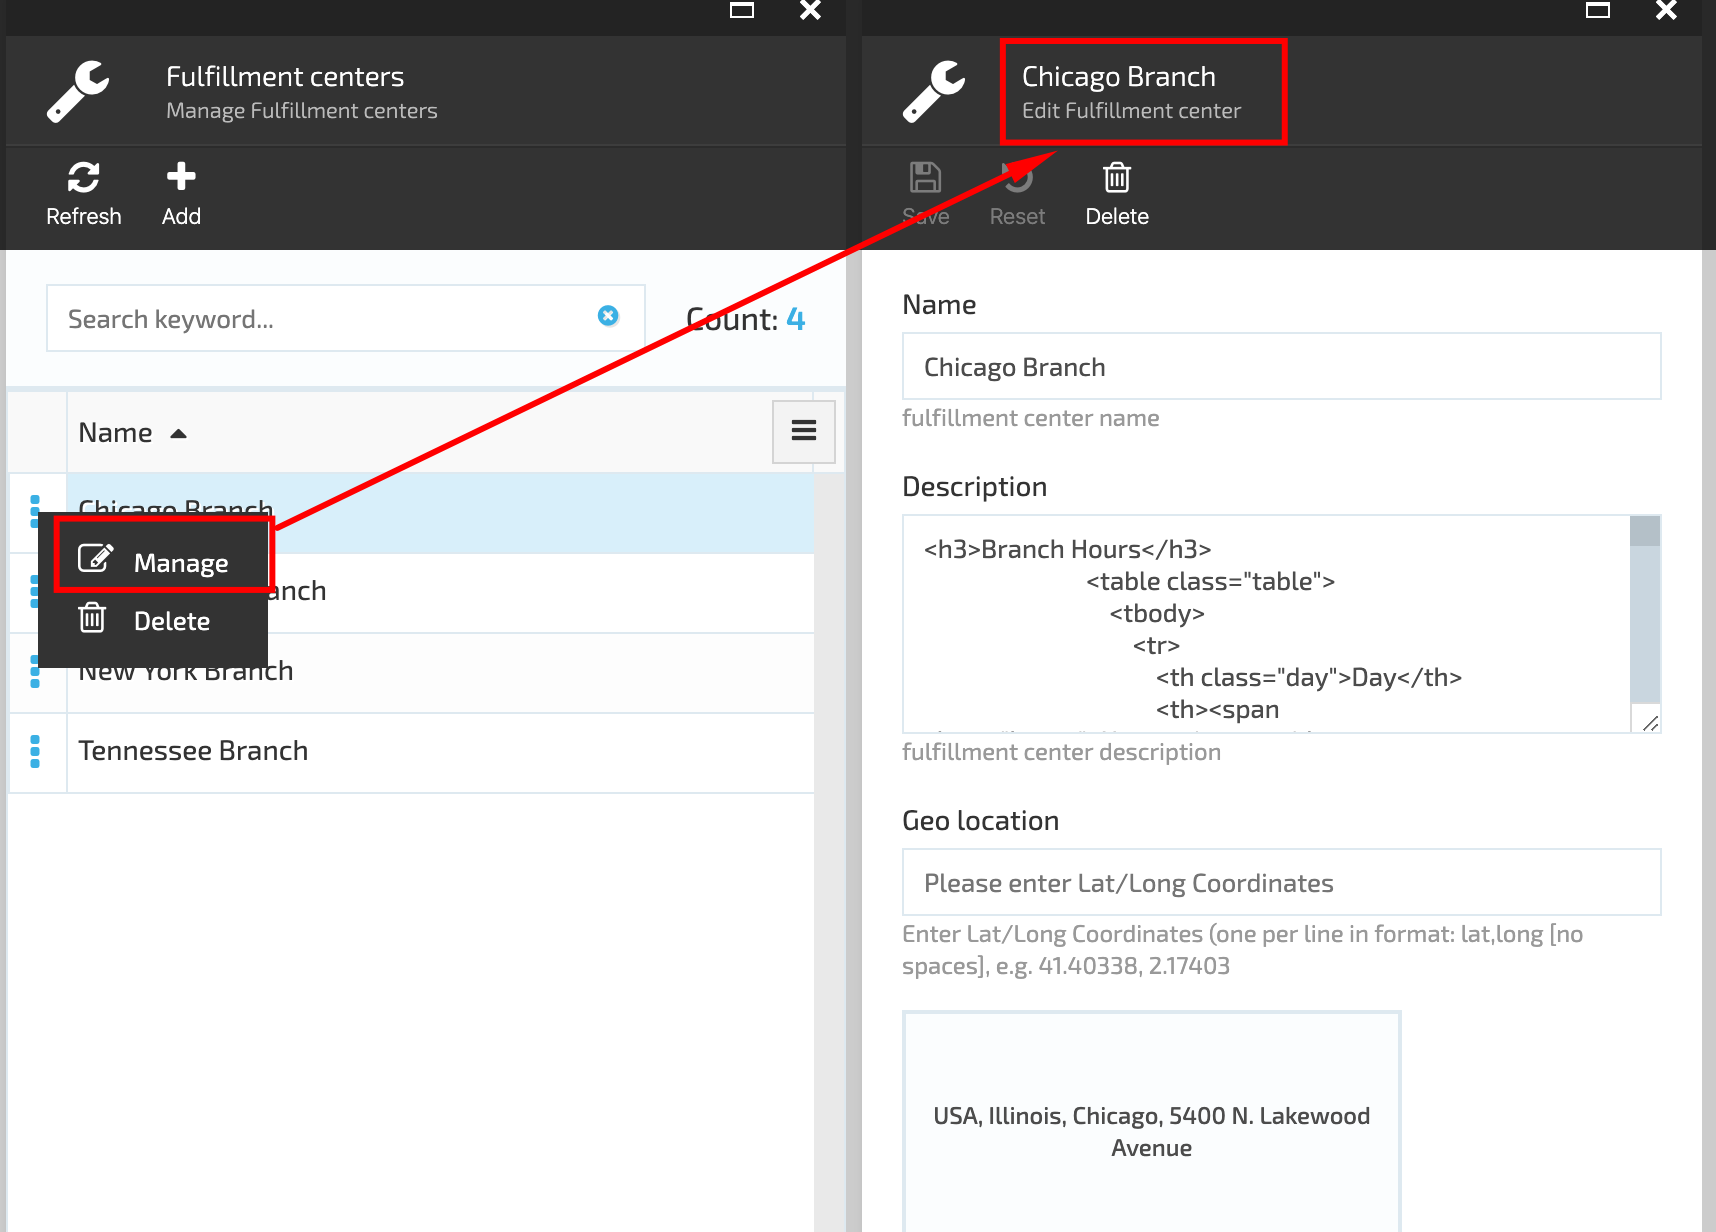 Fulfillment centers
Manage Fulfillment centers
Refresh
Add
Search keyword...
Count: 4
Name
Chicago Branch
Manage
Delete
anch
New York Branch
Tennessee Branch
Chicago Branch
Edit Fulfillment center
Save
Reset
Delete
Name
Chicago Branch
fulfillment center name
Description
<h3>Branch Hours</h3>
<table class="table">
<tbody>
<tr>
<th class="day">Day</th>
<th><span
fulfillment center description
Geo location
Please enter Lat/Long Coordinates
Enter Lat/Long Coordinates (one per line in format: lat,long [no
spaces], e.g. 41.40338, 2.17403
USA, Illinois, Chicago, 5400 N. Lakewood
Avenue